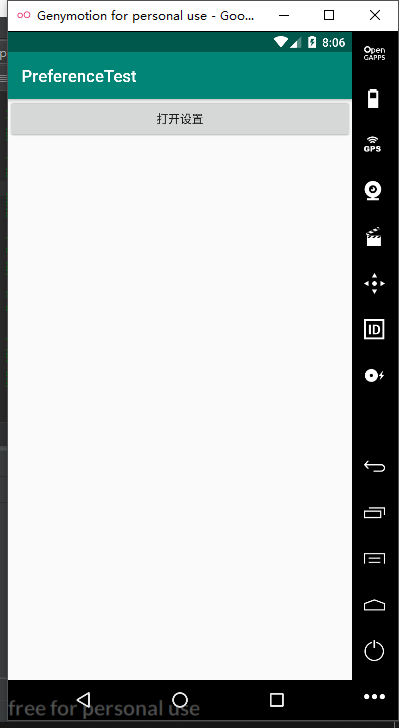 Genymotion for personal use - Goo...
8:06
Open
GAPPS
PreferenceTest
打开设置
GPS
ID
free for personal use